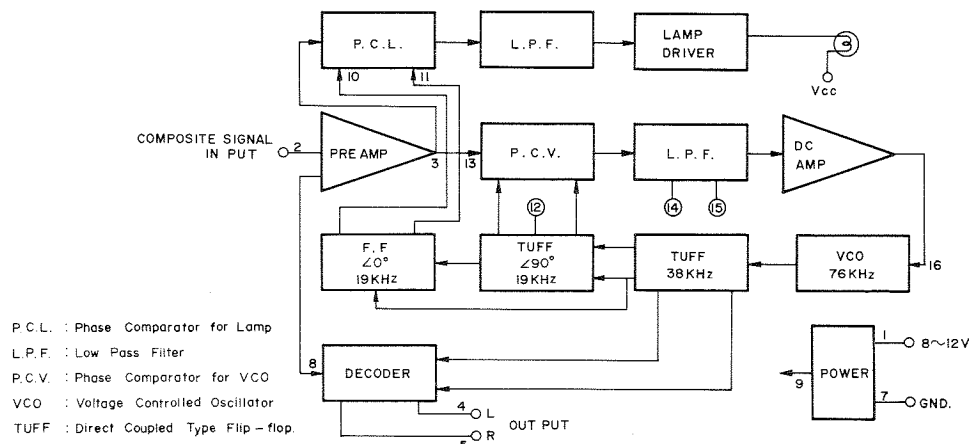 P.C.L.
L.P.F.
LAMP
DRIVER
Vcc
10
11
COMPOSITE SIGNAL
IN PUT
2
PRE AMP
3
13
P.C.V.
L.P.F.
DC
AMP
12
14
15
F.F
∠0°
19KHz
TUFF
∠90°
19KHz
TUFF
38KHz
VCO
76KHz
16
P.C.L. : Phase Comparator for Lamp
L.P.F. : Low Pass Filter
P.C.V. : Phase Comparator for VCO
VCO : Voltage Controlled Oscillator
TUFF : Direct Coupled Type Flip-flop.
8
DECODER
4
L
R
OUT PUT
POWER
1
8~12V
9
7
GND.